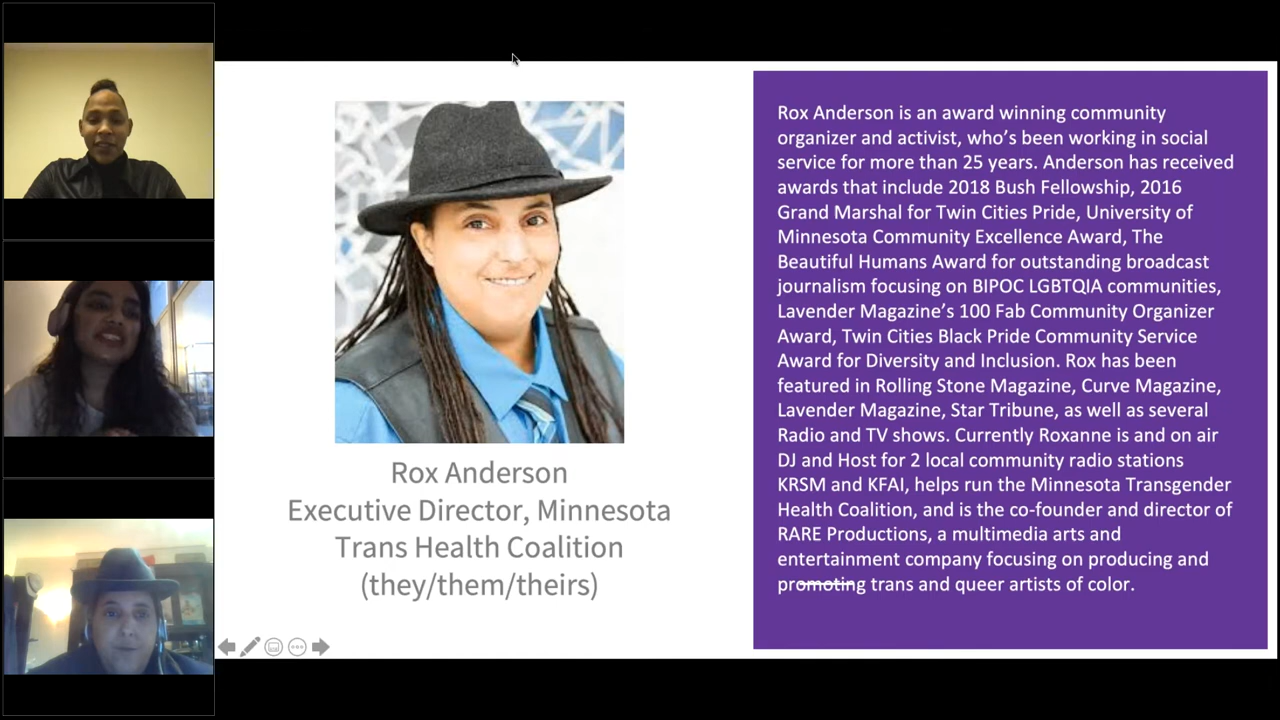 Rox Anderson
Executive Director, Minnesota
Trans Health Coalition
(they/them/theirs)
Rox Anderson is an award winning community
organizer and activist, who's been working in social
service for more than 25 years. Anderson has received
awards that include 2018 Bush Fellowship, 2016
Grand Marshal for Twin Cities Pride, University of
Minnesota Community Excellence Award, The
Beautiful Humans Award for outstanding broadcast
journalism focusing on BIPOC LGBTQIA communities,
Lavender Magazine's 100 Fab Community Organizer
Award, Twin Cities Black Pride Community Service
Award for Diversity and Inclusion. Rox has been
featured in Rolling Stone Magazine, Curve Magazine,
Lavender Magazine, Star Tribune, as well as several
Radio and TV shows. Currently Roxanne is and on air
DJ and Host for 2 local community radio stations
KRSM and KFAI, helps run the Minnesota Transgender
Health Coalition, and is the co-founder and director of
RARE Productions, a multimedia arts and
entertainment company focusing on producing and
promoting trans and queer artists of color.